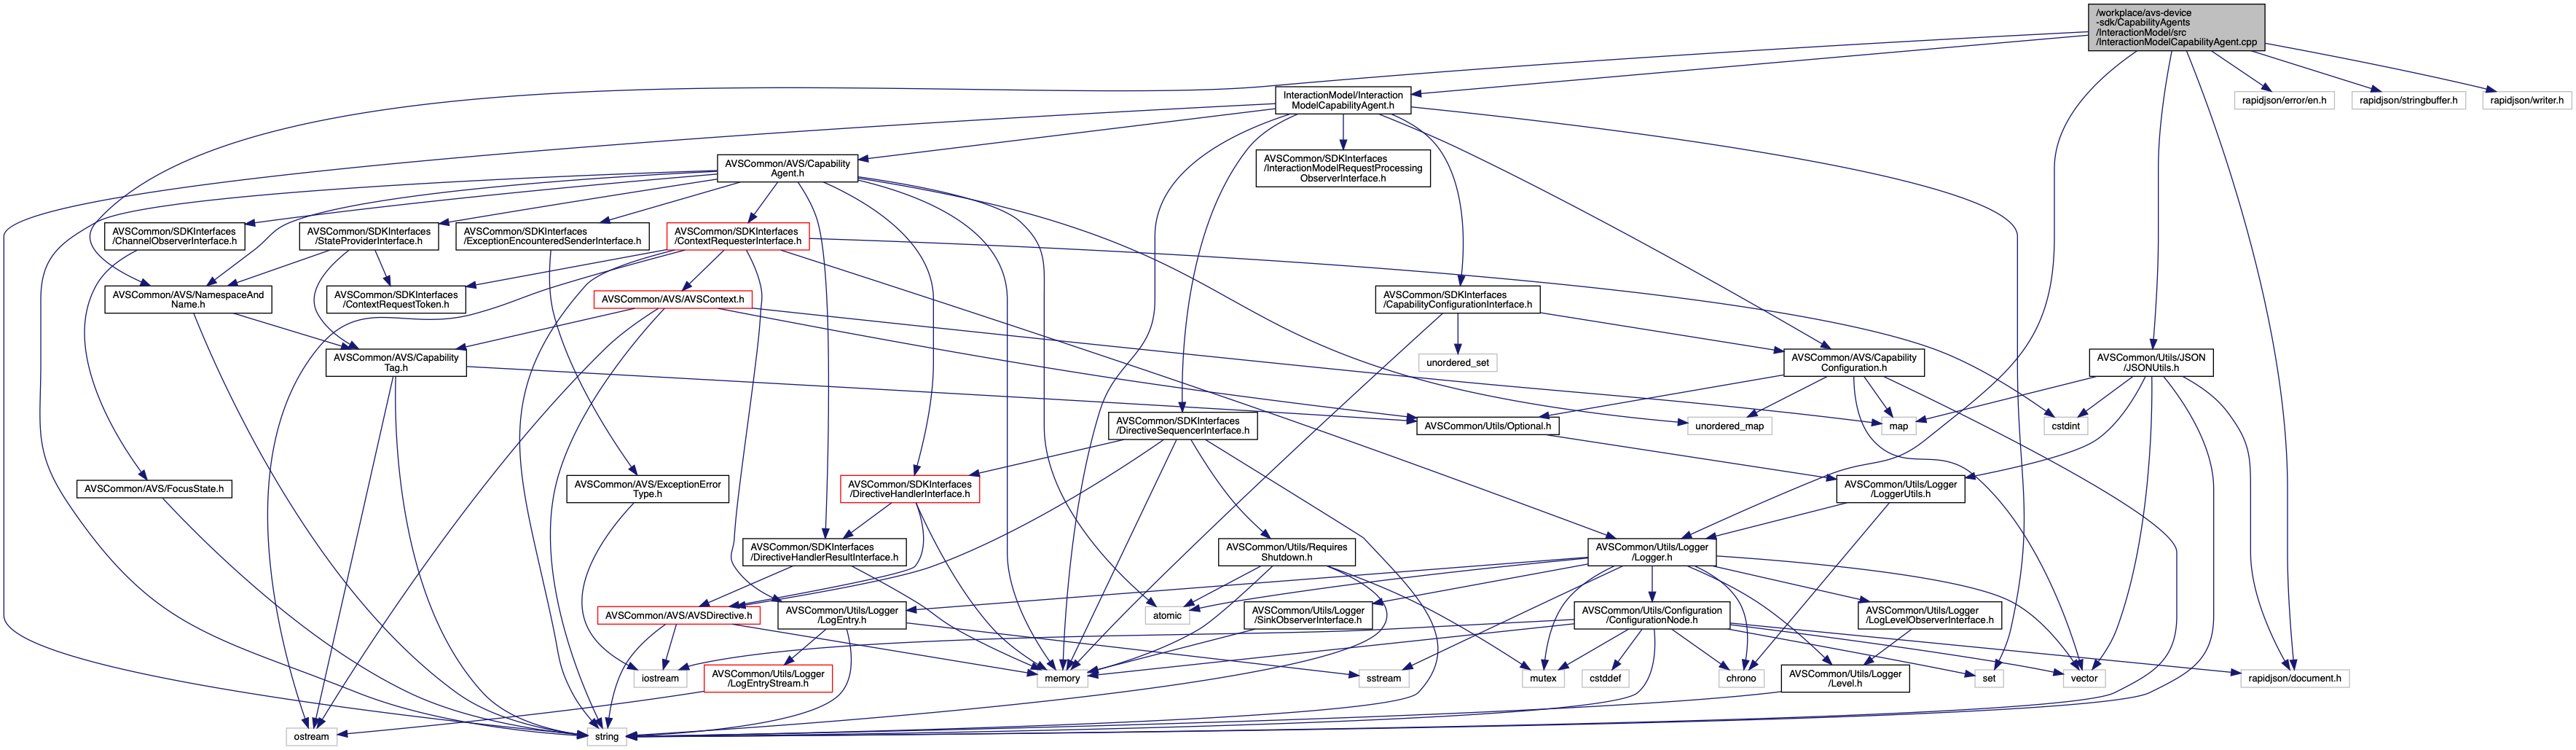 /workplace/avs-device
-sdk/CapabilityAgents
/InteractionModel/src
/InteractionModelCapabilityAgent.cpp
InteractionModel/Interaction
ModelCapabilityAgent.h
rapidjson/error/en.h
rapidjson/stringbuffer.h
rapidjson/writer.h
AVSCommon/AVS/Capability
Agent.h
AVSCommon/SDKInterfaces
/InteractionModelRequestProcessing
ObserverInterface.h
AVSCommon/SDKInterfaces
/ChannelObserverInterface.h
AVSCommon/SDKInterfaces
/StateProviderInterface.h
AVSCommon/SDKInterfaces
/ExceptionEncounteredSenderInterface.h
AVSCommon/SDKInterfaces
/ContextRequesterInterface.h
AVSCommon/AVS/NamespaceAnd
Name.h
AVSCommon/SDKInterfaces
/ContextRequestToken.h
AVSCommon/AVS/AVSContext.h
AVSCommon/SDKInterfaces
/CapabilityConfigurationInterface.h
AVSCommon/AVS/Capability
Tag.h
unordered_set
AVSCommon/AVS/Capability
Configuration.h
AVSCommon/Utils/JSON
/JSONUtils.h
AVSCommon/SDKInterfaces
/DirectiveSequencerInterface.h
AVSCommon/Utils/Optional.h
unordered_map
map
cstdint
AVSCommon/AVS/FocusState.h
AVSCommon/AVS/ExceptionError
Type.h
AVSCommon/SDKInterfaces
/DirectiveHandlerInterface.h
AVSCommon/Utils/Logger
/LoggerUtils.h
AVSCommon/SDKInterfaces
/DirectiveHandlerResultInterface.h
AVSCommon/Utils/Requires
Shutdown.h
AVSCommon/Utils/Logger
/Logger.h
AVSCommon/AVS/AVSDirective.h
AVSCommon/Utils/Logger
/LogEntry.h
atomic
AVSCommon/Utils/Logger
/SinkObserverInterface.h
AVSCommon/Utils/Configuration
/ConfigurationNode.h
AVSCommon/Utils/Logger
/LogLevelObserverInterface.h
iostream
AVSCommon/Utils/Logger
/LogEntryStream.h
memory
sstream
mutex
cstddef
chrono
AVSCommon/Utils/Logger
/Level.h
set
vector
rapidjson/document.h
ostream
string